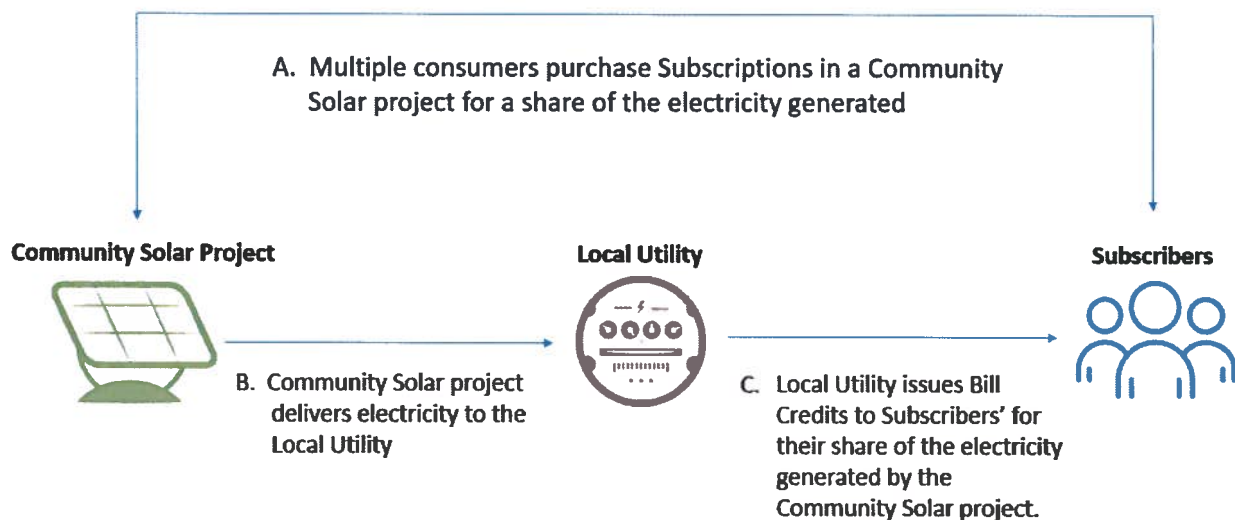 A. Multiple consumers purchase Subscriptions in a Community
Solar project for a share of the electricity generated
Community Solar Project
Local Utility
Subscribers
B. Community Solar project
delivers electricity to the
Local Utility
C. Local Utility issues Bill
Credits to Subscribers’ for
their share of the electricity
generated by the
Community Solar project.